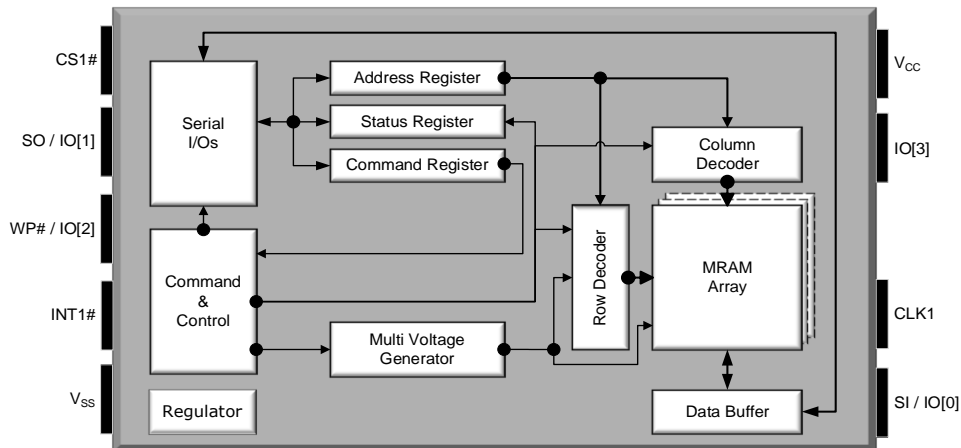 CS1#
SO / IO[1]
WP# / IO[2]
INT1#
VSS
Serial
I/Os
Command
&
Control
Regulator
Address Register
Status Register
Command Register
Multi Voltage
Generator
Row Decoder
Column
Decoder
MRAM
Array
Data Buffer
VCC
IO[3]
CLK1
SI / IO[0]